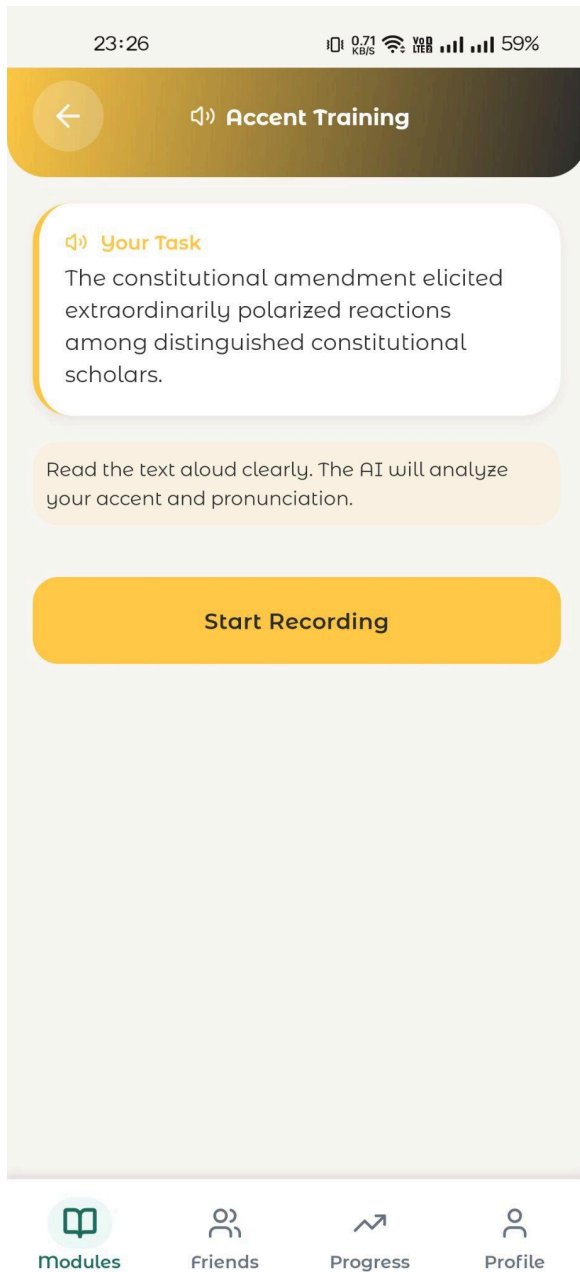 23:26
0.71 KB/S VoB LTEB 59%
Accent Training
Your Task
The constitutional amendment elicited
extraordinarily polarized reactions
among distinguished constitutional
scholars.
Read the text aloud clearly. The AI will analyze
your accent and pronunciation.
Start Recording
Modules Friends Progress Profile